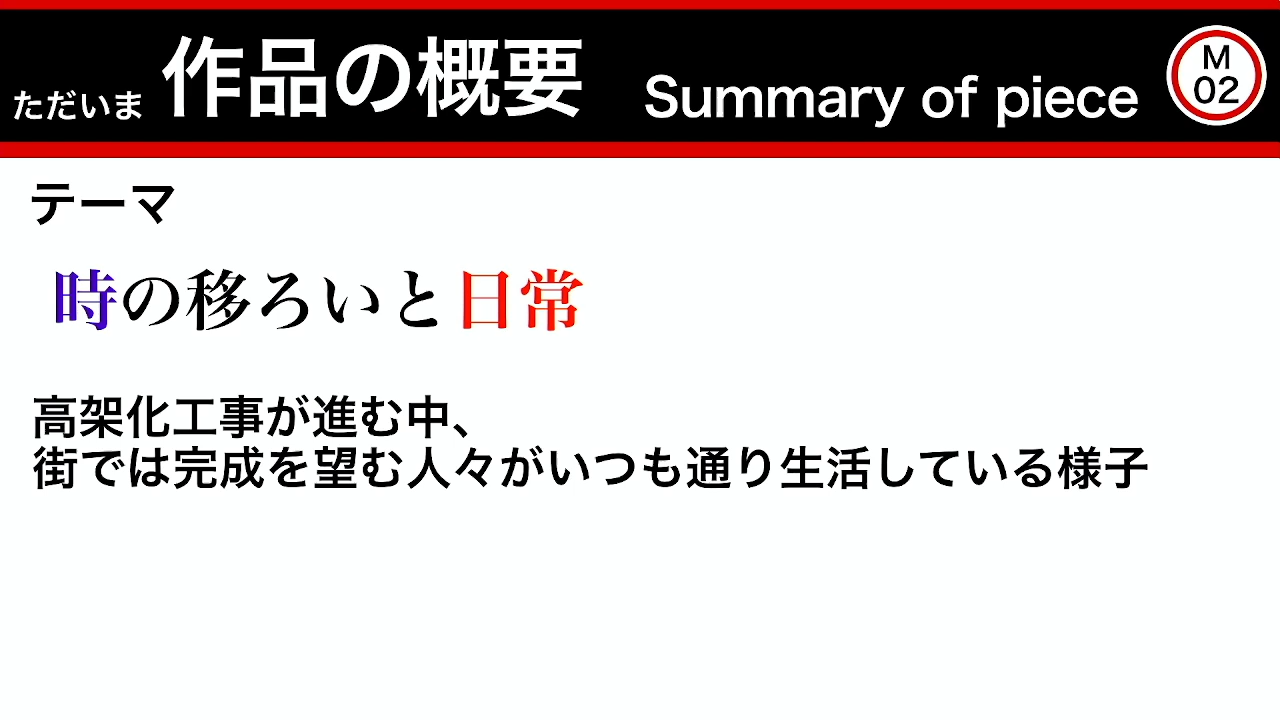 ただいま 作品の概要 Summary of piece
M
02
テーマ
時の移ろいと日常
高架化工事が進む中、
街では完成を望む人々がいつも通り生活している様子